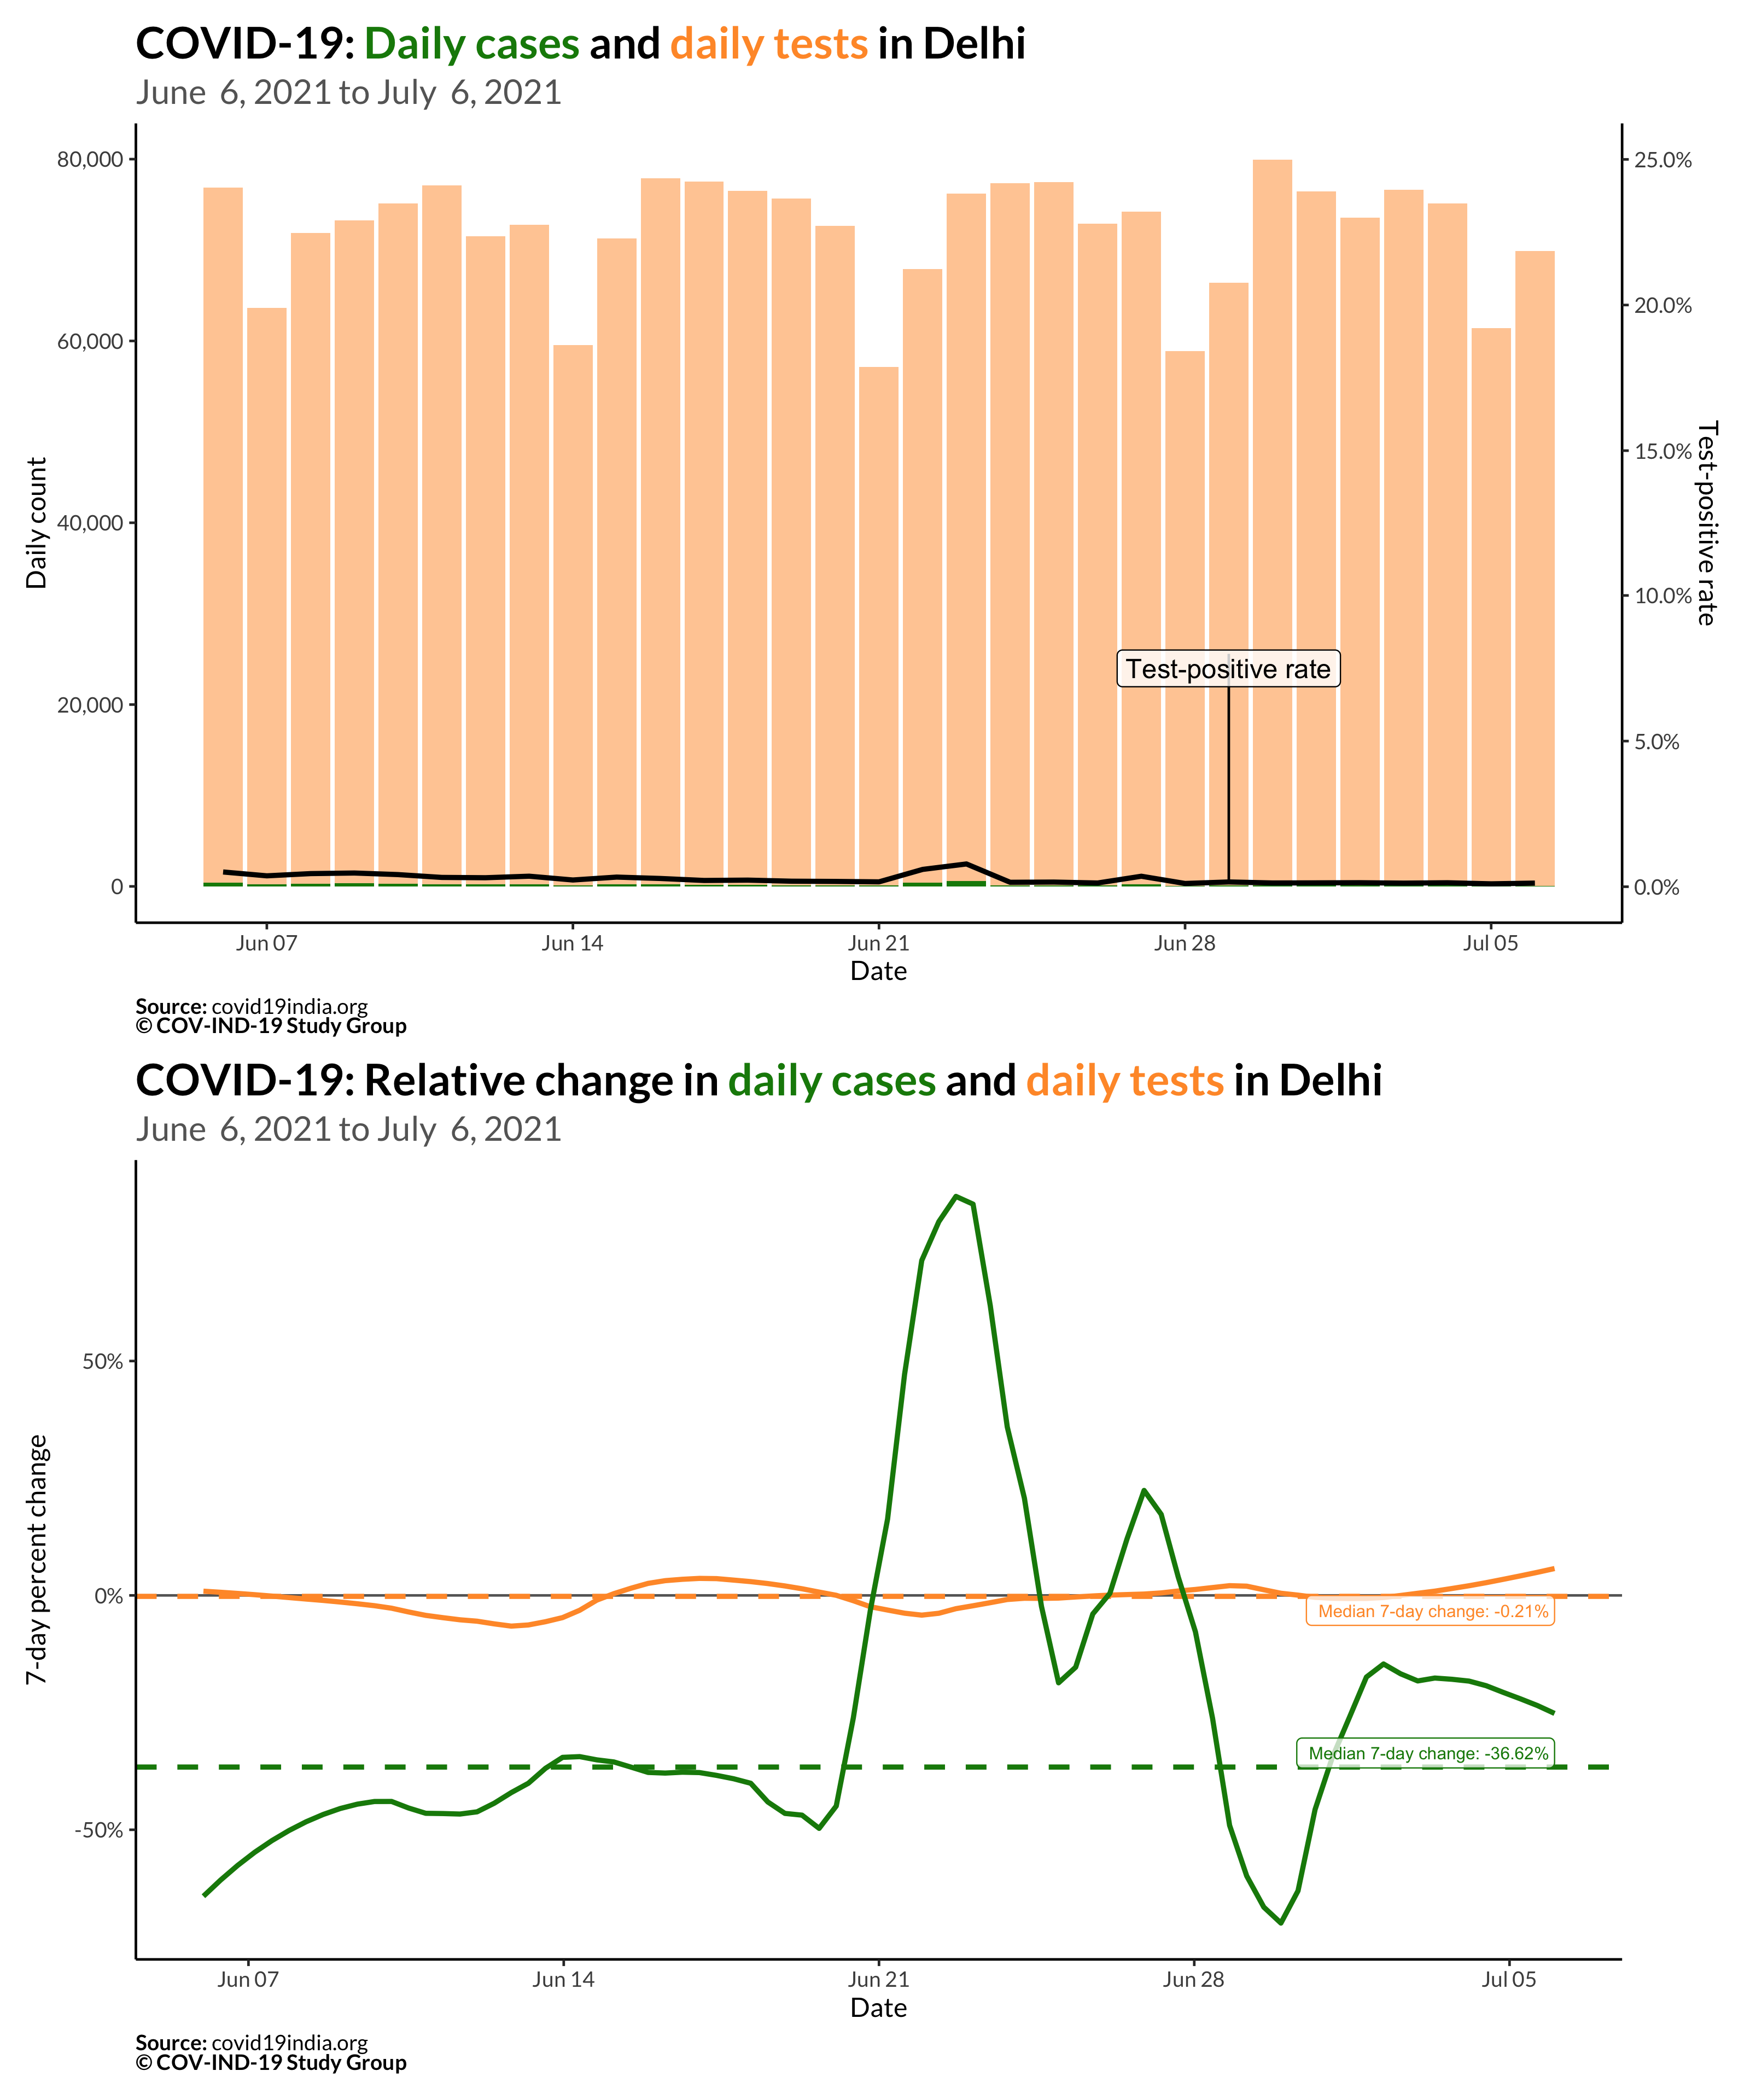 COVID-19: Daily cases and daily tests in Delhi
June 6, 2021 to July 6, 2021
80,000
60,000
40,000
20,000
0
Daily count
25.0%
20.0%
15.0%
10.0%
5.0%
0.0%
Test-positive rate
Test-positive rate
Jun 07 Jun 14 Jun 21 Jun 28 Jul 05
Date
Source: covid19india.org
© COV-IND-19 Study Group
COVID-19: Relative change in daily cases and daily tests in Delhi
June 6, 2021 to July 6, 2021
50%
0%
-50%
7-day percent change
Median 7-day change: -0.21%
Median 7-day change: -36.62%
Jun 07 Jun 14 Jun 21 Jun 28 Jul 05
Date
Source: covid19india.org
© COV-IND-19 Study Group